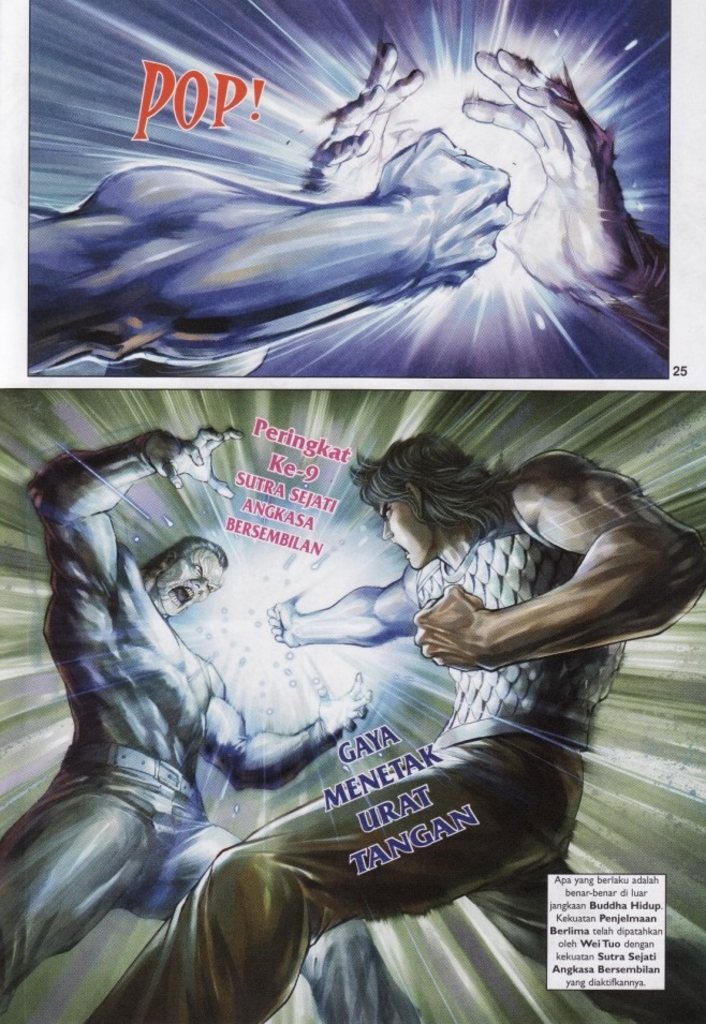 POP!
25
Peringkat
Ke-9
SUTRA SEJATI
ANGKASA
BERSEMBILAN
GAYA
MENETAK
URAT
TANGAN
Apa yang berlaku adalah
benar-benar di luar
jangkaan Buddha Hidup.
Kekuatan Penjelmaan
Berlima telah dipatahkan
oleh Wei Tuo dengan
kekuatan Sutra Sejati
Angkasa Bersembilan
yang diaktifkannya.